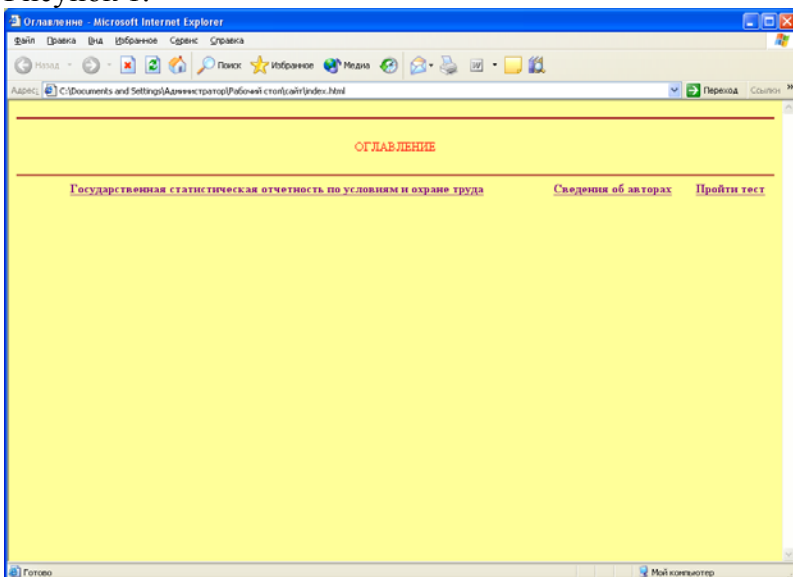 Рисунок 1.
Оглавление - Microsoft Internet Explorer
Файл Правка Вид Избранное Сервис Справка
Назад Поиск Избранное Медиа
Адрес: C:\Documents and Settings\Администратор\Рабочий стол\сайт\index.html Переход Ссылки »
ОГЛАВЛЕНИЕ
Государственная статистическая отчетность по условиям и охране труда Сведения об авторах Пройти тест
Готово Мой компьютер